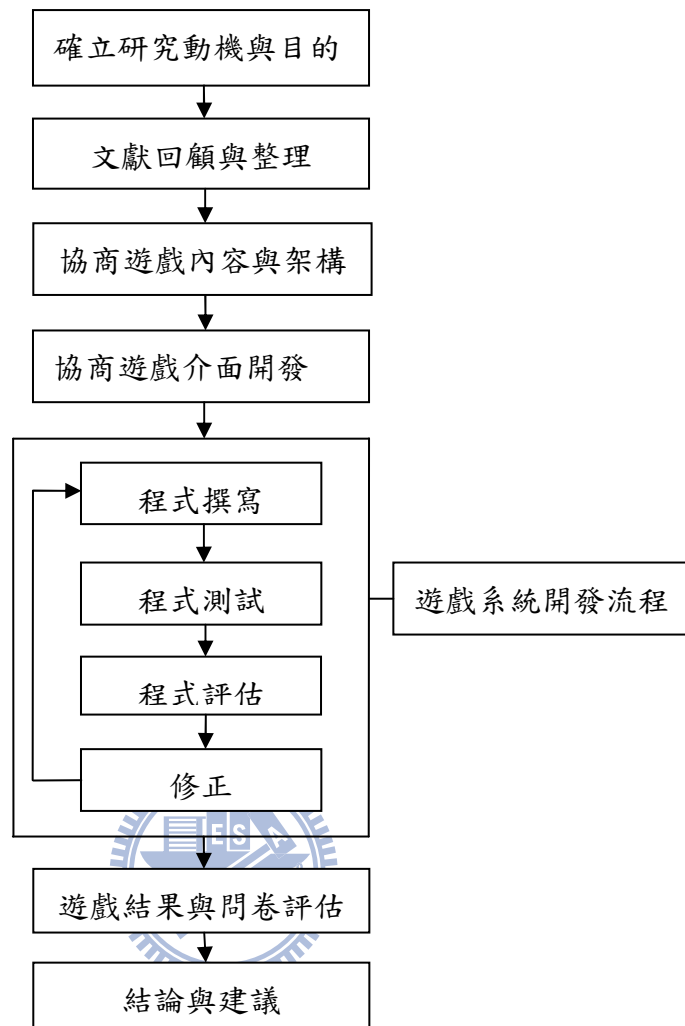 確立研究動機與目的
文獻回顧與整理
協商遊戲內容與架構
協商遊戲介面開發
程式撰寫
程式測試
遊戲系統開發流程
程式評估
修正
ES
遊戲結果與問卷評估
結論與建議